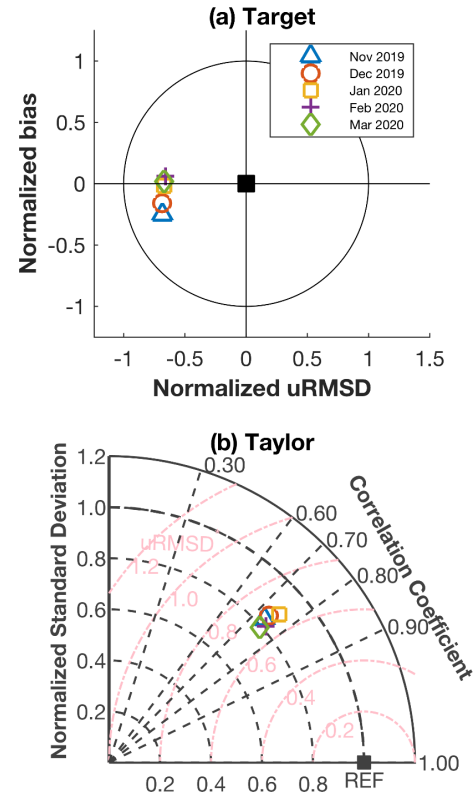 (a) Target
Nov 2019
Dec 2019
Jan 2020
Feb 2020
Mar 2020
1
0.5
0
-0.5
-1
Normalized bias
-1
-0.5
0
0.5
1
1.5
Normalized uRMSD
(b) Taylor
Normalized Standard Deviation
1.2
1.0
0.8
0.6
0.4
0.2
0.30
0.60
0.70
0.80
0.90
1.00
Correlation Coefficient
uRMSD
1.2
1.0
0.8
0.6
0.4
0.2
0.2
0.4
0.6
0.8
REF